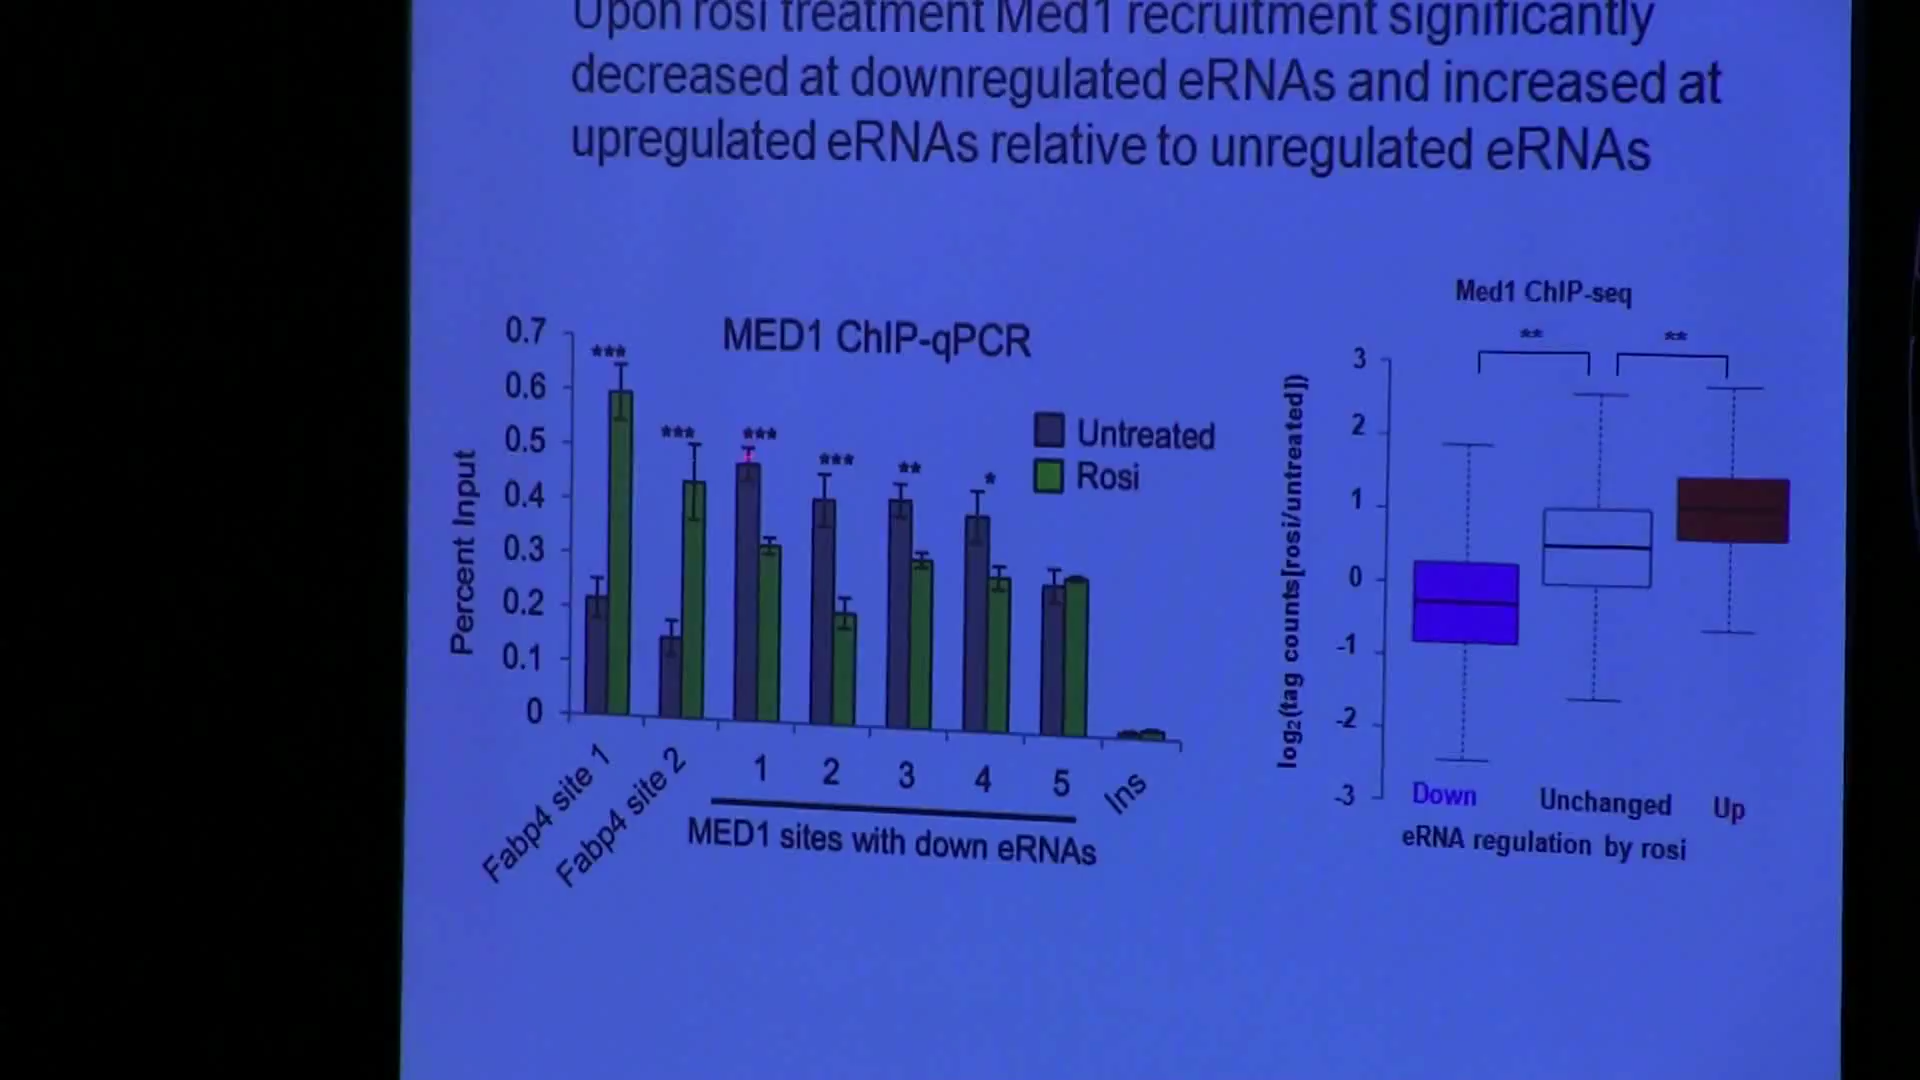 Upon rosi treatment Med1 recruitment significantly
decreased at downregulated eRNAs and increased at
upregulated eRNAs relative to unregulated eRNAs
MED1 ChIP-qPCR
Percent Input
0.7
0.6
0.5
0.4
0.3
0.2
0.1
0
***
***
***
***
**
*
Untreated
Rosi
Fabp4 site 1
Fabp4 site 2
1
2
3
4
5
Ins
MED1 sites with down eRNAs
Med1 ChIP-seq
**
**
log₂(tag counts[rosi/untreated])
3
2
1
0
-1
-2
-3
Down
Unchanged
Up
eRNA regulation by rosi